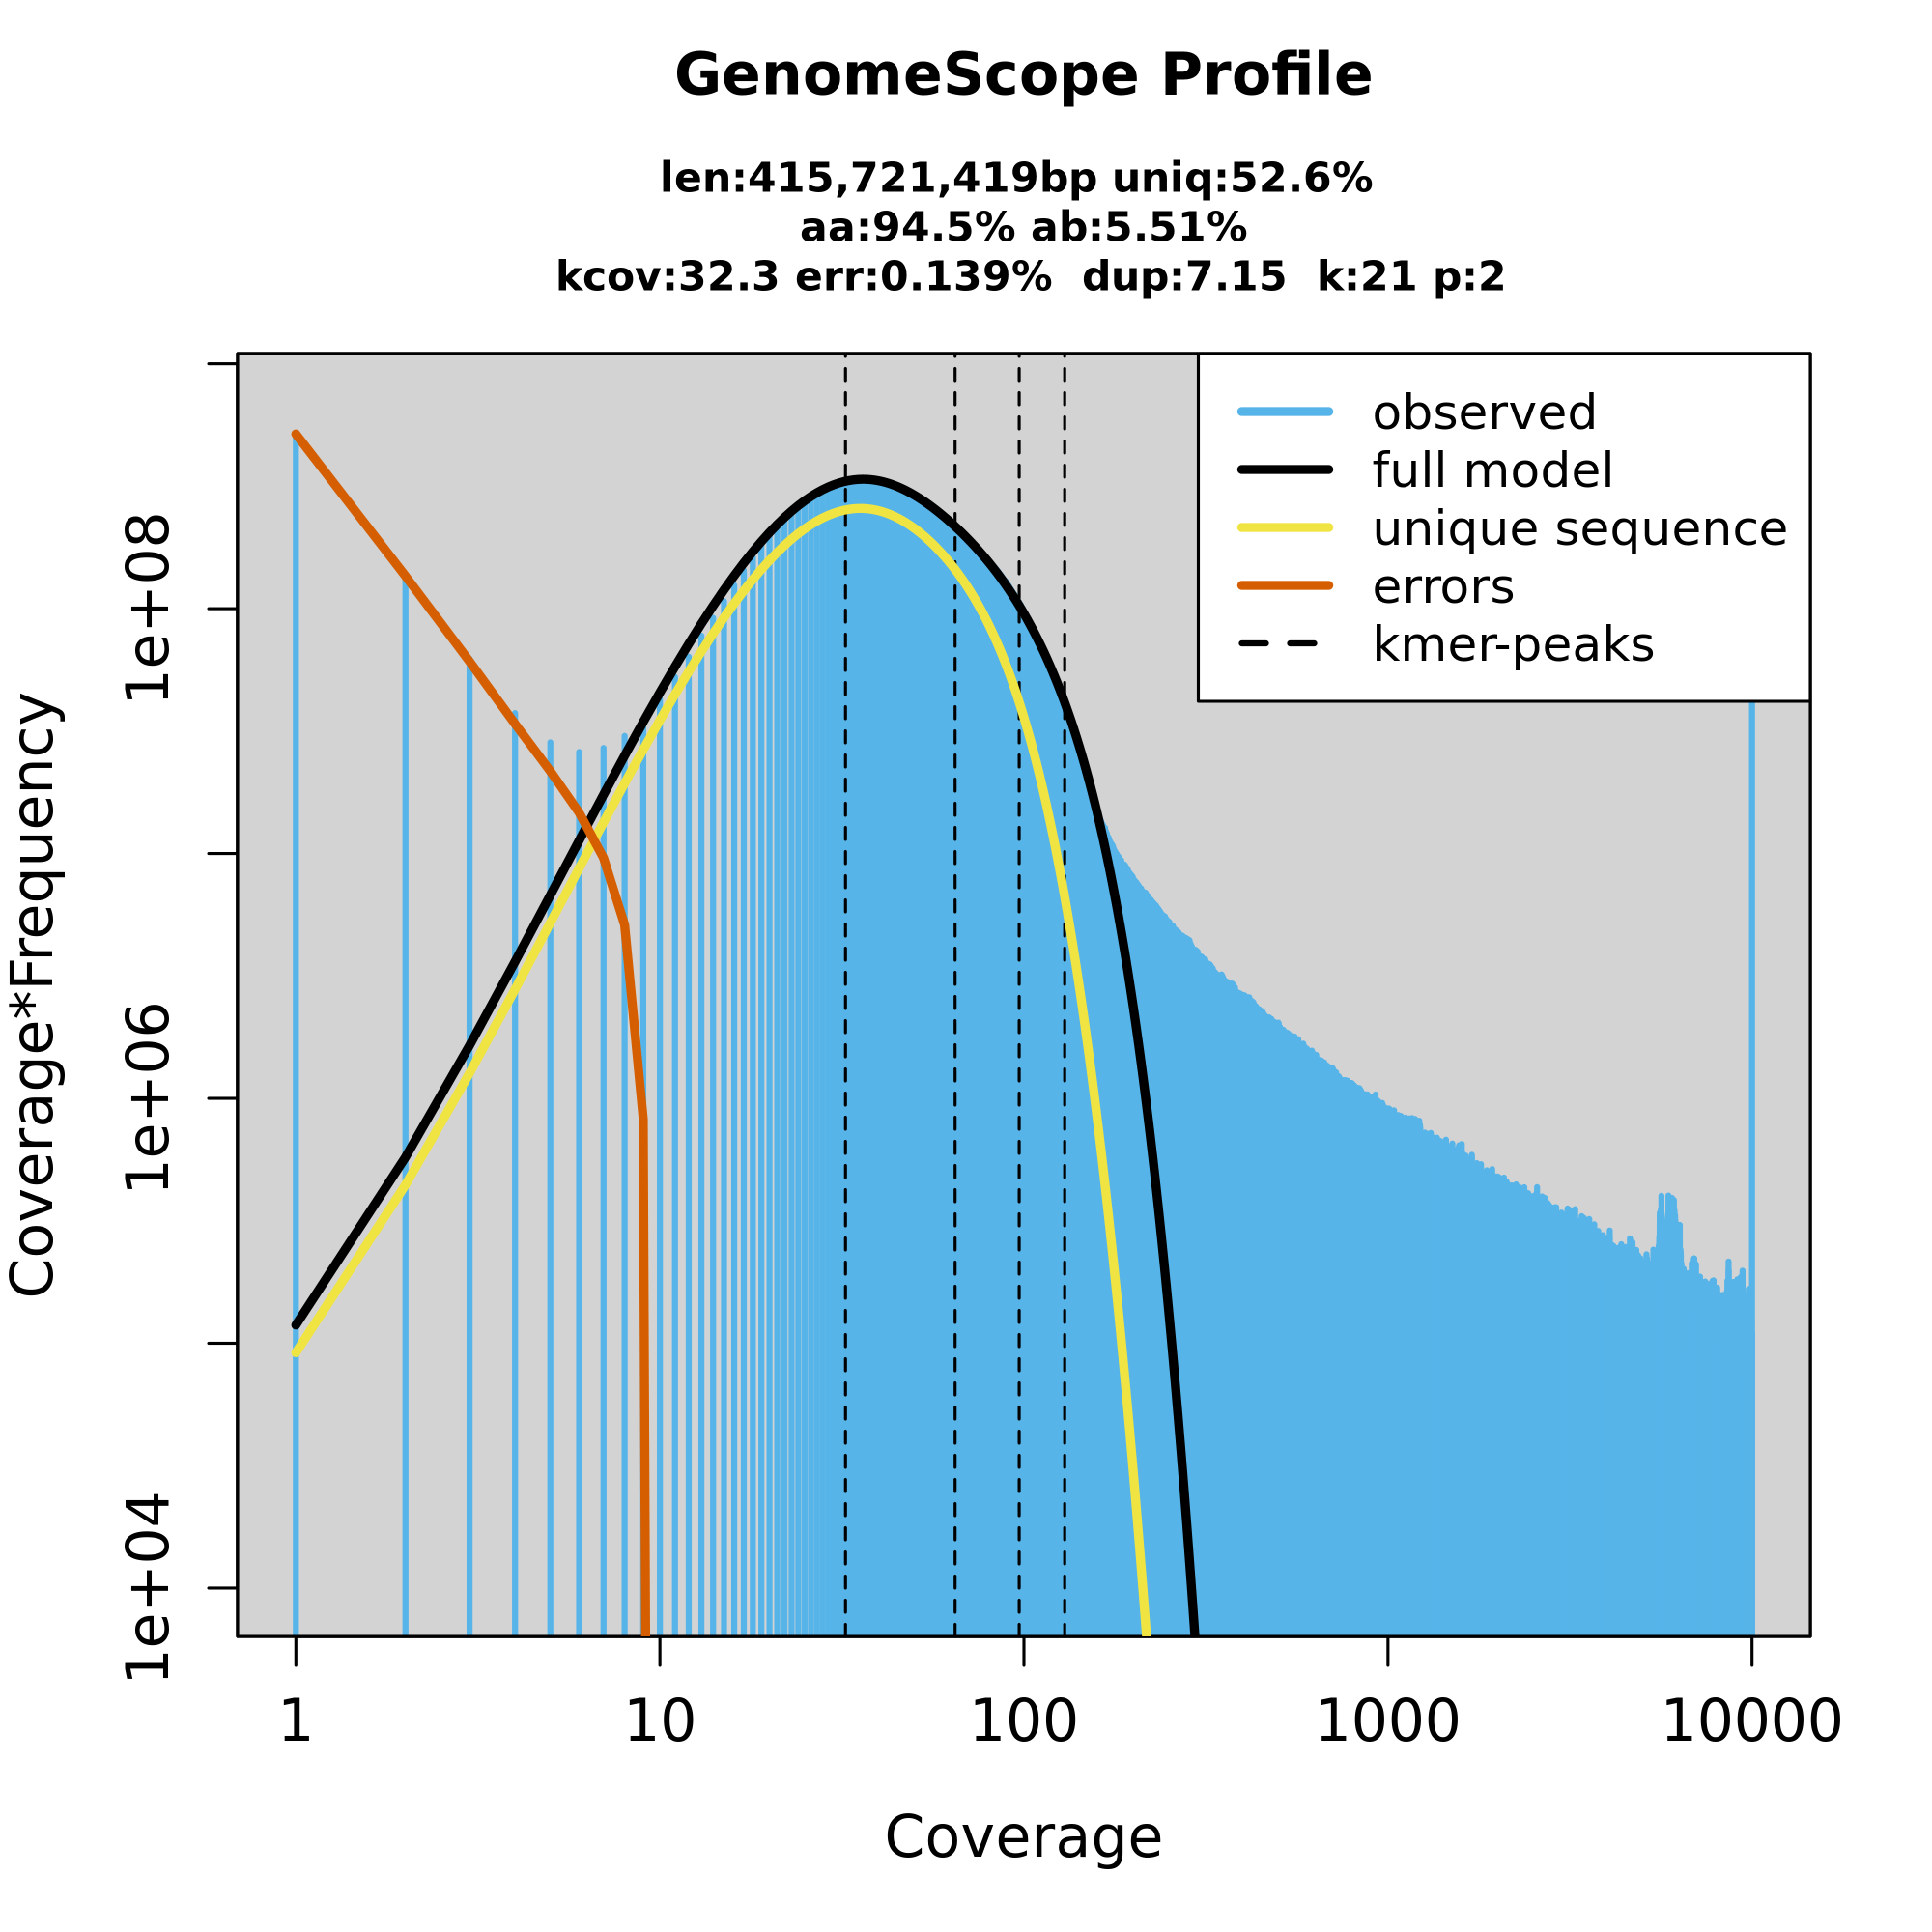 GenomeScope Profile
len:415,721,419bp uniq:52.6%
aa:94.5% ab:5.51%
kcov:32.3 err:0.139% dup:7.15 k:21 p:2
observed
full model
unique sequence
errors
kmer-peaks
Coverage*Frequency
1e+08
1e+06
1e+04
1
10
100
1000
10000
Coverage